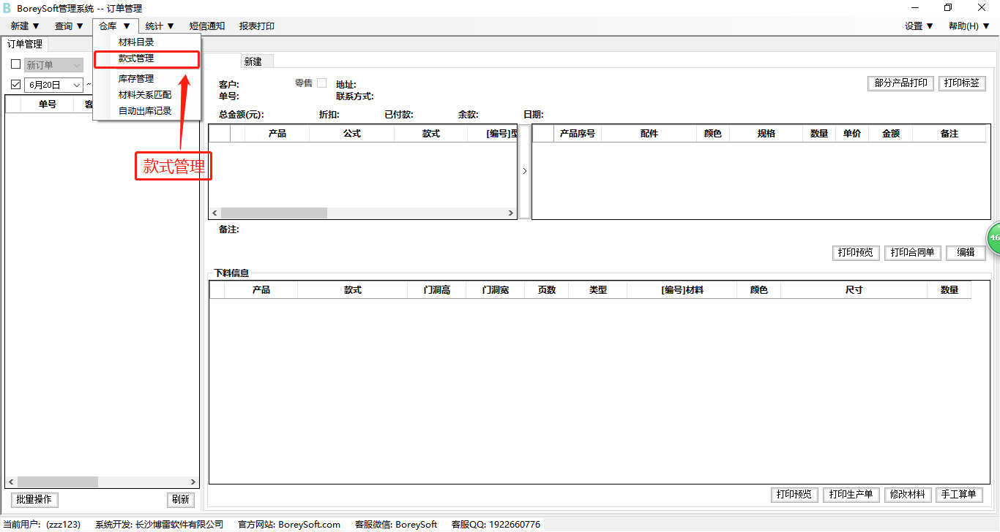 B BoreySoft管理系统 -- 订单管理
新建 ▼ 查询 ▼ 仓库 ▼ 统计 ▼ 短信通知 报表打印 设置 ▼ 帮助(H) ▼
订单管理
材料目录
款式管理
库存管理
材料关系匹配
自动出库记录
款式管理
新订单
6月20日 ~
单号
批量操作 刷新
新建
客户: 零售 地址: 部分产品打印 打印标签
单号: 联系方式:
总金额(元): 折扣: 已付款: 余款: 日期:
产品 公式 款式 [编号]型
产品序号 配件 颜色 规格 数量 单价 金额 备注
备注:
46
打印预览 打印合同单 编辑
下料信息
产品 款式 门洞高 门洞宽 页数 类型 [编号]材料 颜色 尺寸 数量
打印预览 打印生产单 修改材料 手工算单
当前用户: (zzz123) 系统开发: 长沙博雷软件有限公司 官方网站: BoreySoft.com 客服微信: BoreySoft 客服QQ: 1922660776